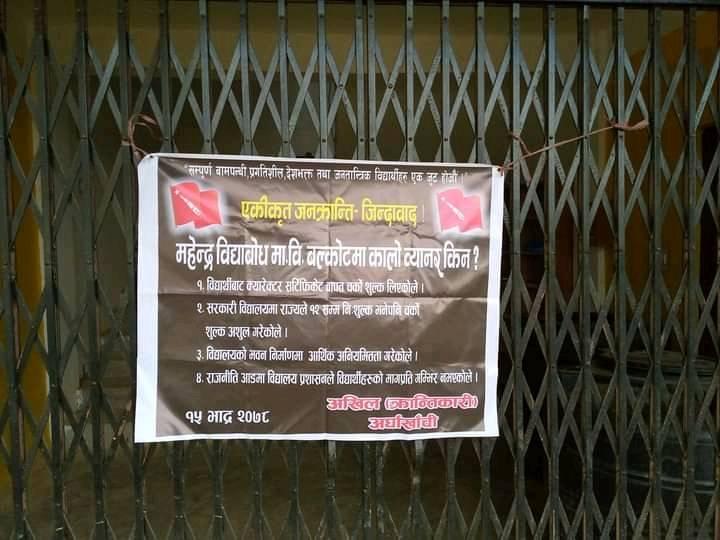 "सम्पूर्ण बामपन्थी,प्रगतिशील,देशभक्त तथा जनतान्त्रिक विद्यार्थीहरु एक जुट होऔं ।"
एकीकृत जनक्रान्ति- जिन्दावाद !
महेन्द्र विद्याबोध मा.वि. बल्कोटमा कालो व्यानर किन ?
१. विद्यार्थीबाट क्यारेक्टर सर्टिफिकेट वापत चर्को शुल्क लिएकोले ।
२. सरकारी विद्यालयमा राज्यले १२ सम्म निःशुल्क भनेपनि चर्को
शुल्क अशुल गरेकोले ।
३. विद्यालयको भवन निर्माणमा आर्थिक अनियमितता गरेकोले ।
४. राजनीति आडमा विद्यालय प्रशासनले विद्यार्थीहरुको मागप्रति गम्भिर नभएकोले ।
१५ भाद्र २०७८
अखिल (क्रान्तिकारी)
अर्घाखाँची